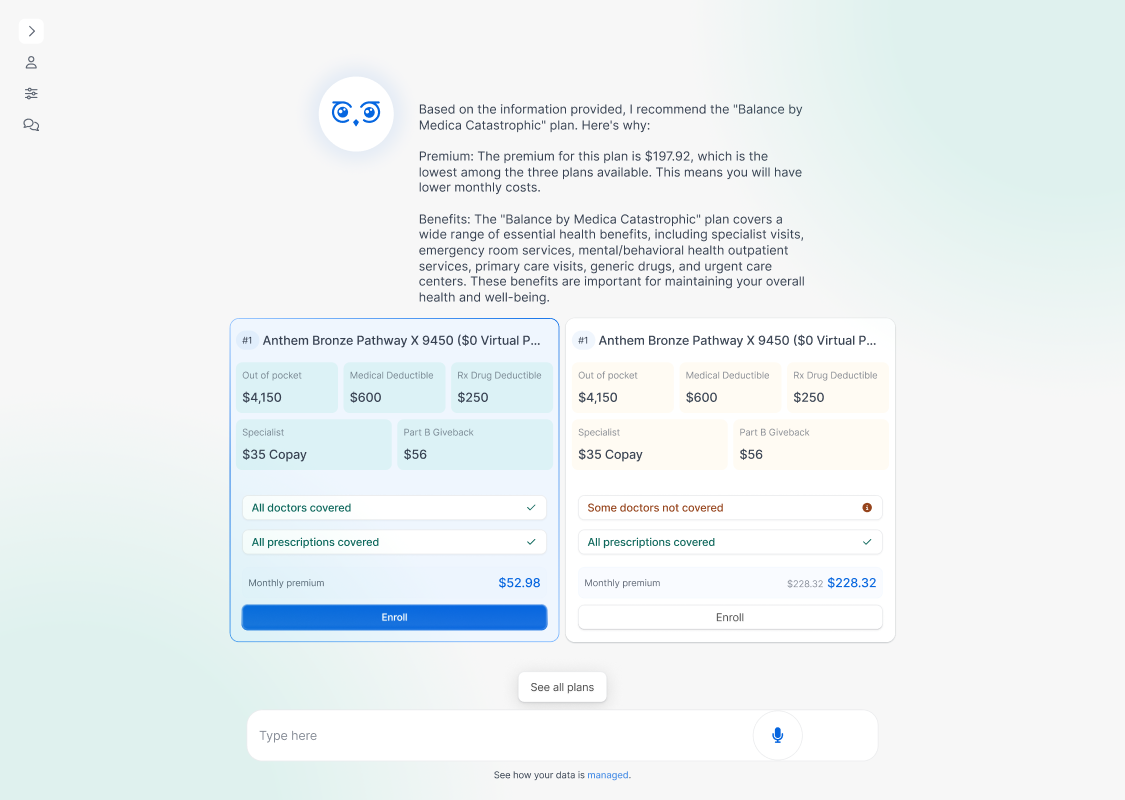 Based on the information provided, I recommend the "Balance by
Medica Catastrophic" plan. Here's why:
Premium: The premium for this plan is $197.92, which is the
lowest among the three plans available. This means you will have
lower monthly costs.
Benefits: The "Balance by Medica Catastrophic" plan covers a
wide range of essential health benefits, including specialist visits,
emergency room services, mental/behavioral health outpatient
services, primary care visits, generic drugs, and urgent care
centers. These benefits are important for maintaining your overall
health and well-being.
#1 Anthem Bronze Pathway X 9450 ($0 Virtual P...
Out of pocket Medical Deductible Rx Drug Deductible
$4,150 $600 $250
Specialist Part B Giveback
$35 Copay $56
All doctors covered
All prescriptions covered
Monthly premium $52.98
Enroll
#1 Anthem Bronze Pathway X 9450 ($0 Virtual P...
Out of pocket Medical Deductible Rx Drug Deductible
$4,150 $600 $250
Specialist Part B Giveback
$35 Copay $56
Some doctors not covered
All prescriptions covered
Monthly premium $228.32 $228.32
Enroll
See all plans
Type here
See how your data is managed.